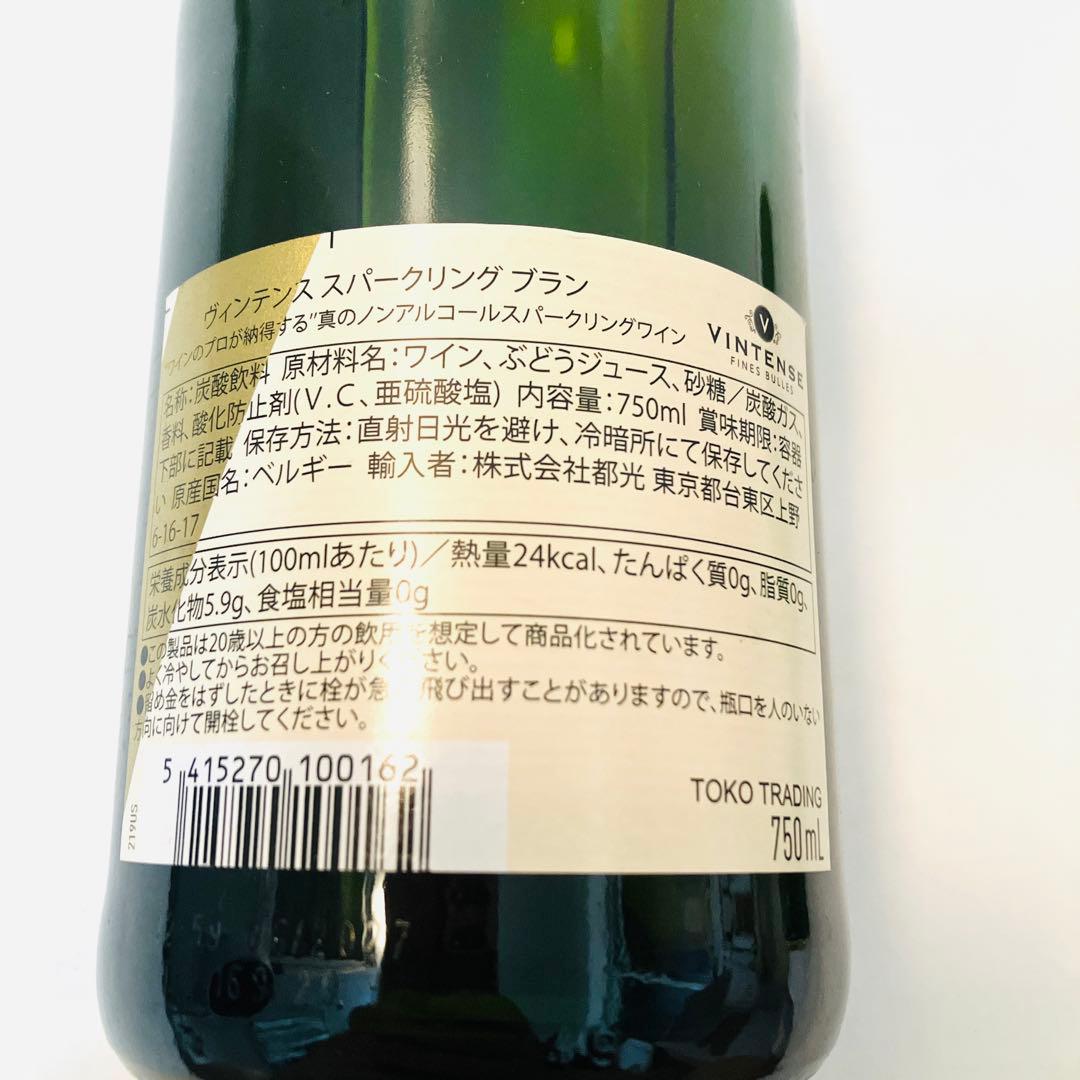 ヴィンテンス スパークリング ブラン
"ワインのプロが納得する"真のノンアルコールスパークリングワイン
V
VINTENSE
FINES BULLES
名称:炭酸飲料 原材料名:ワイン、ぶどうジュース、砂糖/炭酸ガス、
香料、酸化防止剤(V.C、亜硫酸塩) 内容量:750ml 賞味期限:容器
下部に記載 保存方法:直射日光を避け、冷暗所にて保存してくださ
い 原産国名:ベルギー 輸入者:株式会社都光 東京都台東区上野
6-16-17
栄養成分表示(100mlあたり)/熱量24kcal、たんぱく質0g、脂質0g、
炭水化物5.9g、食塩相当量0g
●この製品は20歳以上の方の飲用を想定して商品化されています。
●よく冷やしてからお召し上がりください。
●留め金をはずしたときに栓が急に飛び出すことがありますので、瓶口を人のいない
方向に向けて開栓してください。
5 415270 100162
219US
TOKO TRADING
750mL